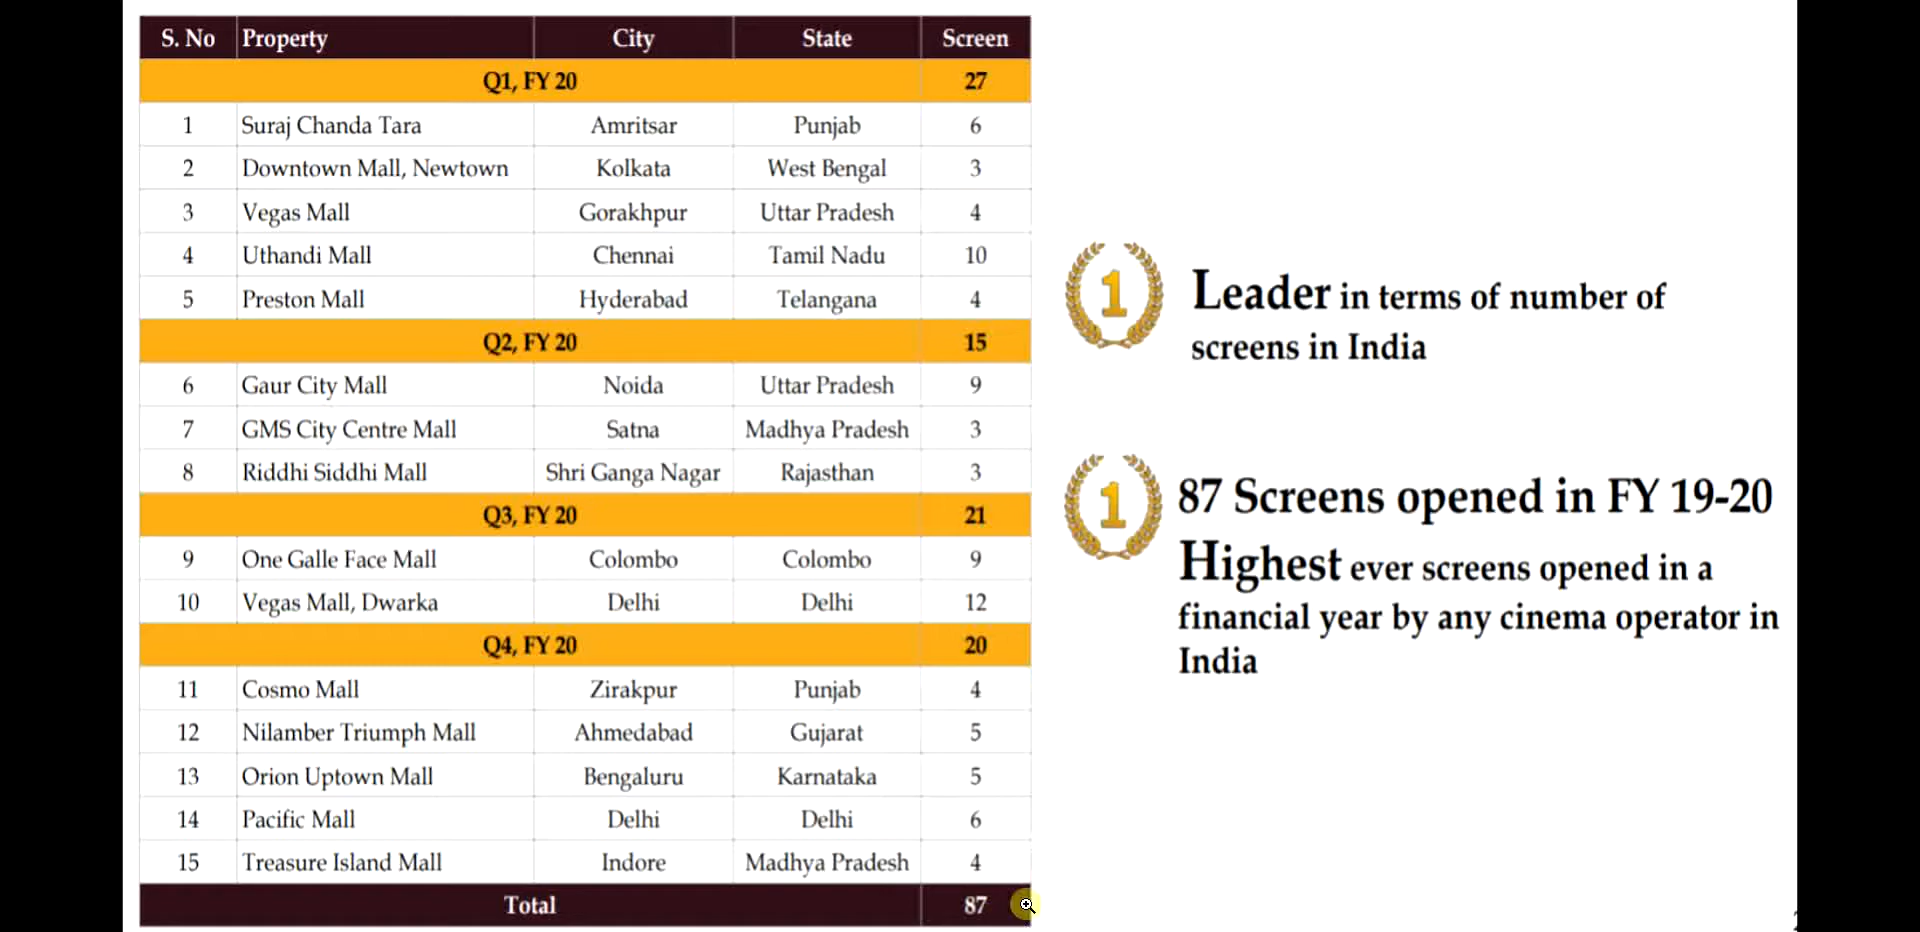 S. No Property City State Screen
Q1, FY 20 27
1 Suraj Chanda Tara Amritsar Punjab 6
2 Downtown Mall, Newtown Kolkata West Bengal 3
3 Vegas Mall Gorakhpur Uttar Pradesh 4
4 Uthandi Mall Chennai Tamil Nadu 10
5 Preston Mall Hyderabad Telangana 4
Q2, FY 20 15
6 Gaur City Mall Noida Uttar Pradesh 9
7 GMS City Centre Mall Satna Madhya Pradesh 3
8 Riddhi Siddhi Mall Shri Ganga Nagar Rajasthan 3
Q3, FY 20 21
9 One Galle Face Mall Colombo Colombo 9
10 Vegas Mall, Dwarka Delhi Delhi 12
Q4, FY 20 20
11 Cosmo Mall Zirakpur Punjab 4
12 Nilamber Triumph Mall Ahmedabad Gujarat 5
13 Orion Uptown Mall Bengaluru Karnataka 5
14 Pacific Mall Delhi Delhi 6
15 Treasure Island Mall Indore Madhya Pradesh 4
Total 87
1
Leader in terms of number of
screens in India
1
87 Screens opened in FY 19-20
Highest ever screens opened in a
financial year by any cinema operator in
India